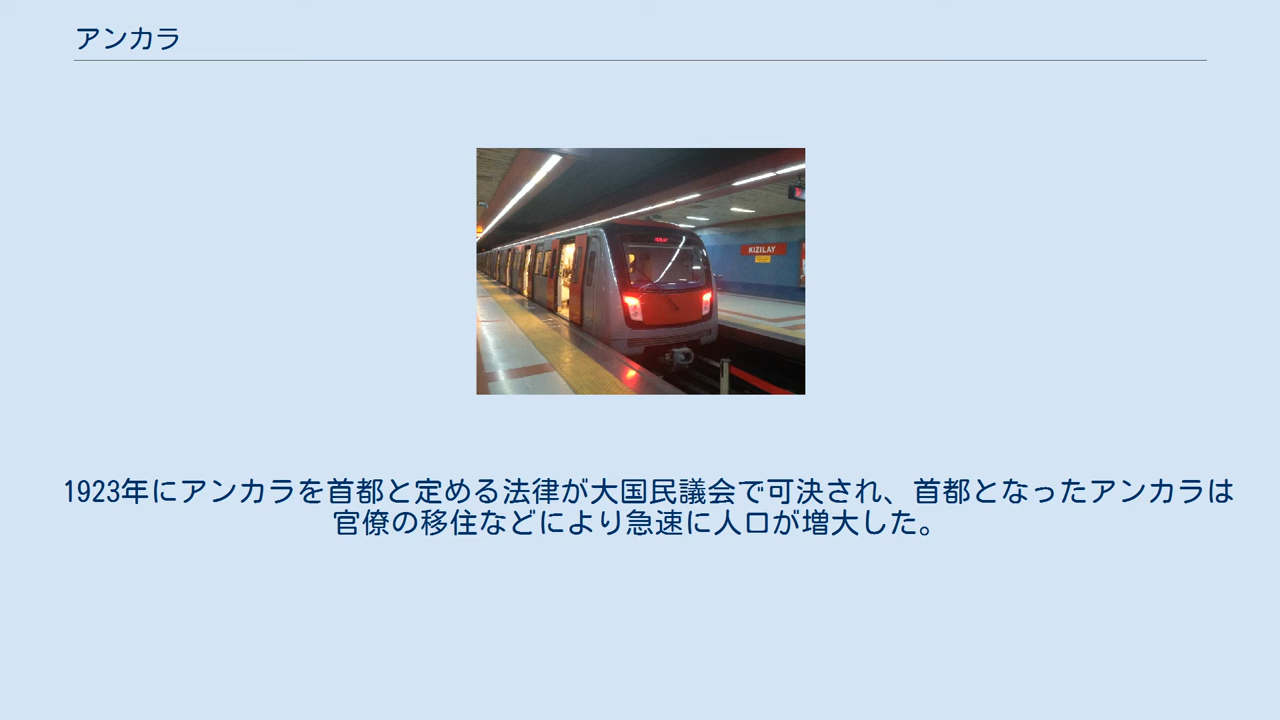 アンカラ
KIZILAY
1923年にアンカラを首都と定める法律が大国民議会で可決され、首都となったアンカラは
官僚の移住などにより急速に人口が増大した。